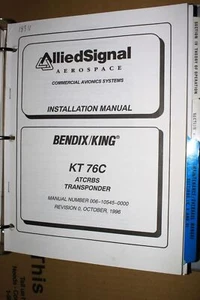 AlliedSignal
AEROSPACE
COMMERCIAL AVIONICS SYSTEMS
INSTALLATION MANUAL
BENDIX/KING®
KT 76C
ATCRBS
TRANSPONDER
MANUAL NUMBER 006-10545-0000
REVISION 0, OCTOBER, 1996
This